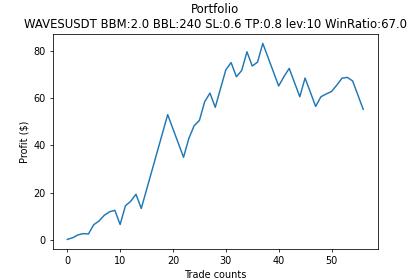 Portfolio
WAVESUSDT BBM:2.0 BBL:240 SL:0.6 TP:0.8 lev:10 WinRatio:67.0
80
60
40
20
0
Profit ($)
0 10 20 30 40 50
Trade counts